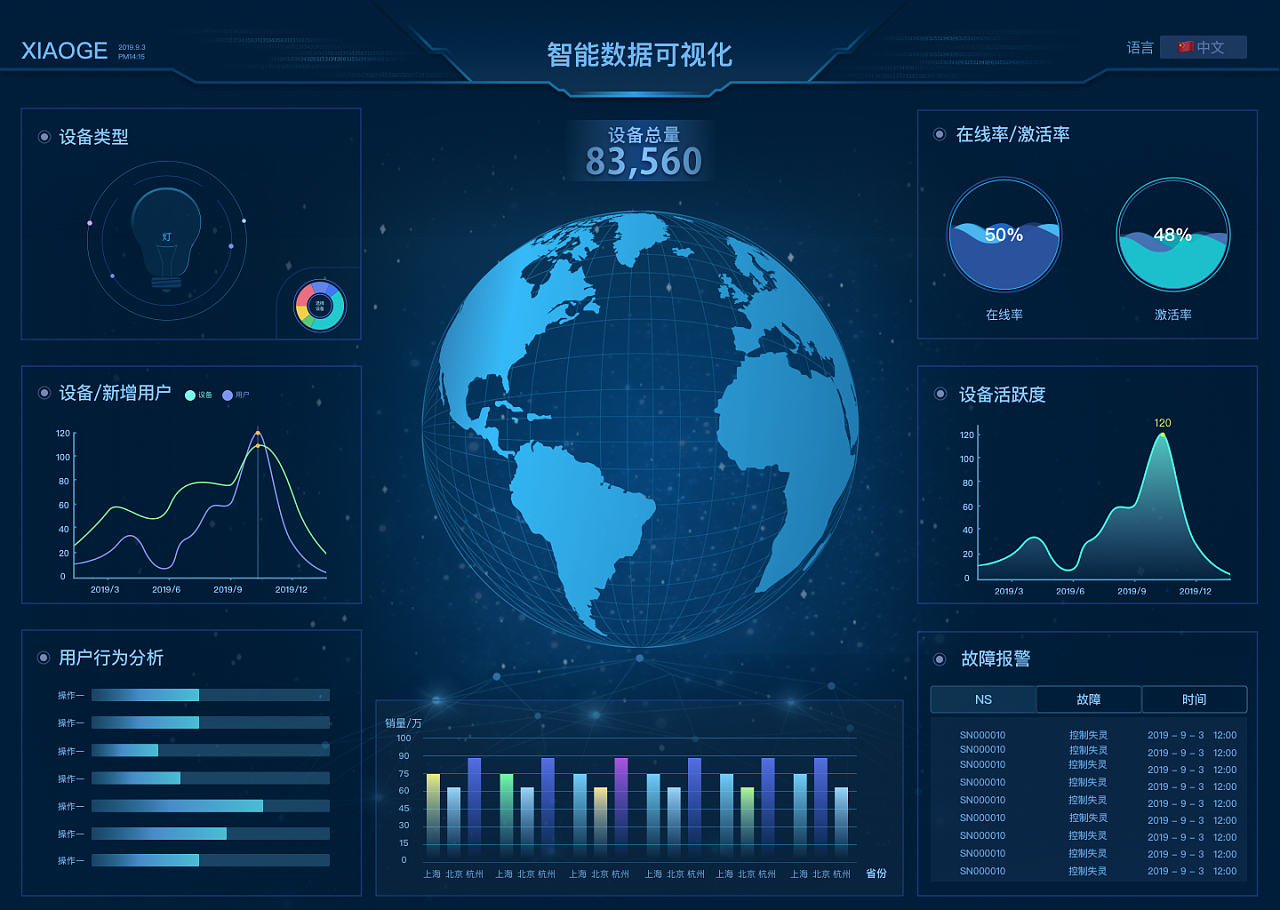 XIAOGE
2019.9.3
PM14:15
智能数据可视化
语言
中文
设备类型
灯
选择
设备
设备总量
83,560
在线率/激活率
50%
48%
在线率
激活率
设备/新增用户
设备
用户
120
100
80
60
40
20
0
2019/3 2019/6 2019/9 2019/12
设备活跃度
120
120
100
80
60
40
20
0
2019/3 2019/6 2019/9 2019/12
用户行为分析
操作一
操作一
操作一
操作一
操作一
操作一
操作一
销量/万
100
90
75
60
45
30
15
0
上海 北京 杭州 上海 北京 杭州 上海 北京 杭州 上海 北京 杭州 上海 北京 杭州 上海 北京 杭州 省份
故障报警
NS 故障 时间
SN000010 控制失灵 2019 – 9 – 3 12:00
SN000010 控制失灵 2019 – 9 – 3 12:00
SN000010 控制失灵 2019 – 9 – 3 12:00
SN000010 控制失灵 2019 – 9 – 3 12:00
SN000010 控制失灵 2019 – 9 – 3 12:00
SN000010 控制失灵 2019 – 9 – 3 12:00
SN000010 控制失灵 2019 – 9 – 3 12:00
SN000010 控制失灵 2019 – 9 – 3 12:00
SN000010 控制失灵 2019 – 9 – 3 12:00